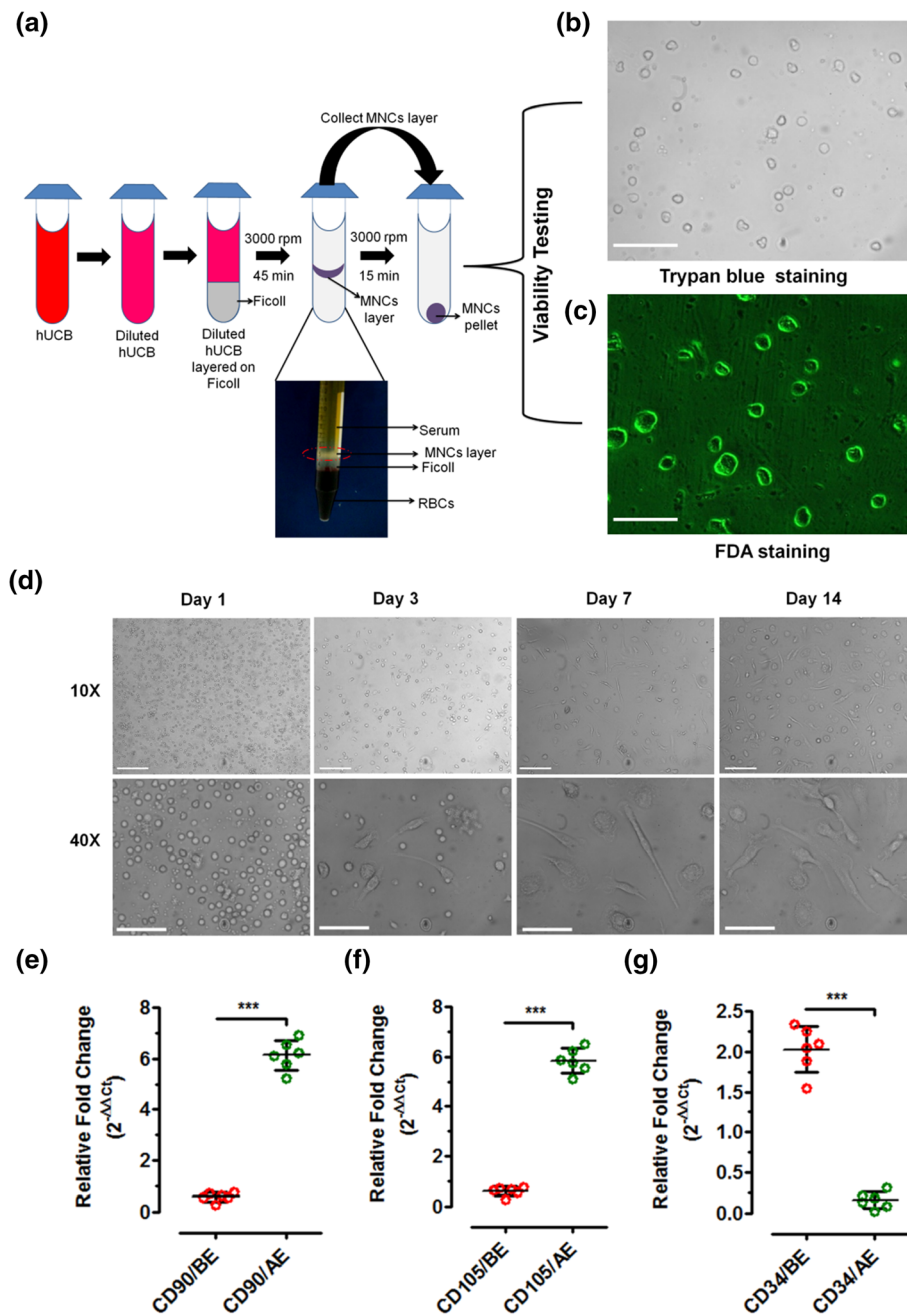 (a)
Collect MNCs layer
3000 rpm
45 min
3000 rpm
15 min
Ficoll
MNCs
layer
MNCs
pellet
hUCB
Diluted
hUCB
Diluted
hUCB
layered on
Ficoll
Serum
MNCs layer
Ficoll
RBCs
Viability Testing
(b)
Trypan blue staining
(c)
FDA staining
(d)
Day 1 Day 3 Day 7 Day 14
10X
40X
(e)
Relative Fold Change
(2^-ΔΔCt)
8
6
4
2
0
***
CD90/BE
CD90/AE
(f)
Relative Fold Change
(2^-ΔΔCt)
8
6
4
2
0
***
CD105/BE
CD105/AE
(g)
Relative Fold Change
(2^-ΔΔCt)
2.5
2.0
1.5
1.0
0.5
0.0
***
CD34/BE
CD34/AE